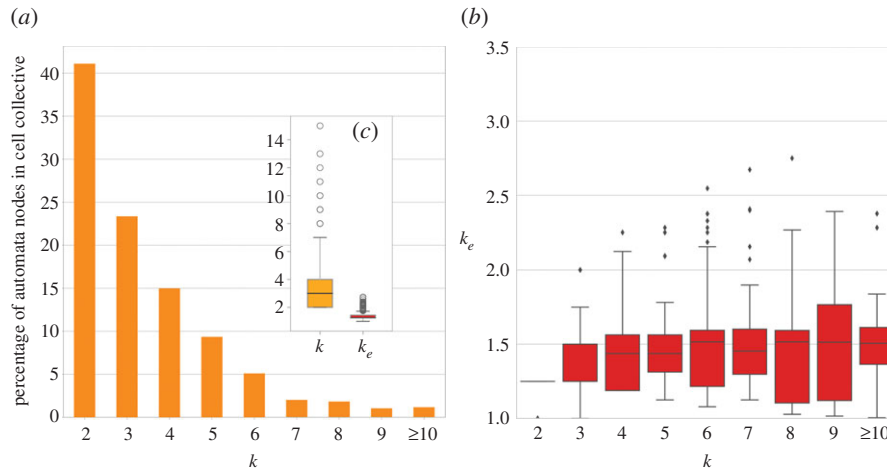 (a)
(b)
percentage of automata nodes in cell collective
40
35
30
25
20
15
10
5
0
2 3 4 5 6 7 8 9 ≥10
k
(c)
14
12
10
8
6
4
2
k kₑ
3.5
3.0
2.5
2.0
1.5
1.0
kₑ
2 3 4 5 6 7 8 9 ≥10
k